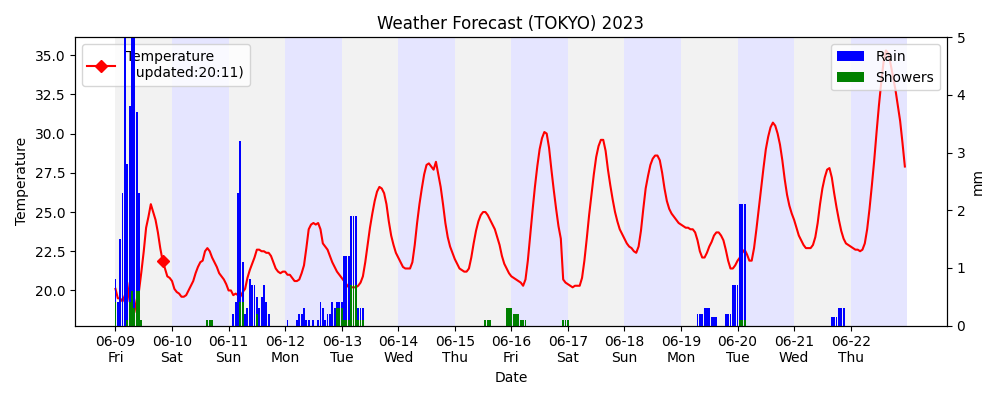 Weather Forecast (TOKYO) 2023
Temperature
(updated:20:11)
Rain
Showers
35.0
32.5
30.0
27.5
25.0
22.5
20.0
Temperature
5
4
3
2
1
0
mm
06-09 06-10 06-11 06-12 06-13 06-14 06-15 06-16 06-17 06-18 06-19 06-20 06-21 06-22
Fri Sat Sun Mon Tue Wed Thu Fri Sat Sun Mon Tue Wed Thu
Date